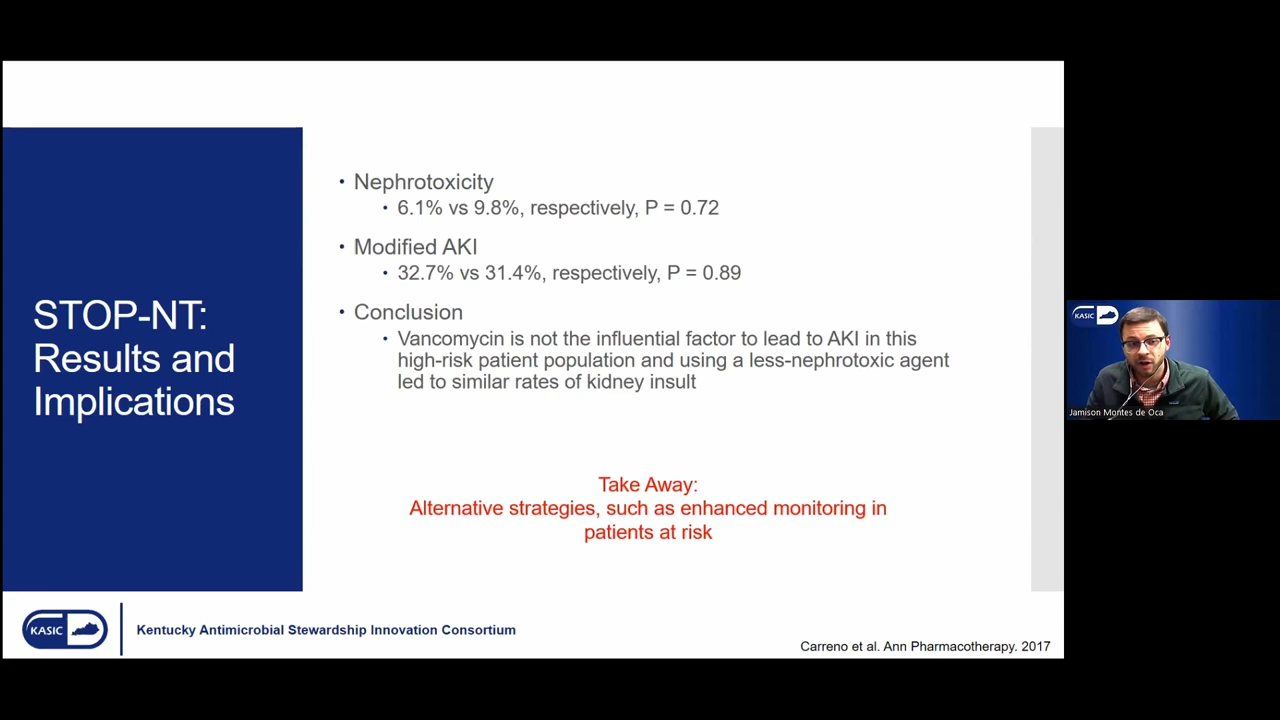 STOP-NT:
Results and
Implications
• Nephrotoxicity
• 6.1% vs 9.8%, respectively, P = 0.72
• Modified AKI
• 32.7% vs 31.4%, respectively, P = 0.89
• Conclusion
• Vancomycin is not the influential factor to lead to AKI in this
high-risk patient population and using a less-nephrotoxic agent
led to similar rates of kidney insult
Take Away:
Alternative strategies, such as enhanced monitoring in
patients at risk
KASIC
Kentucky Antimicrobial Stewardship Innovation Consortium
Carreno et al. Ann Pharmacotherapy. 2017
KASIC
Jamison Montes de Oca